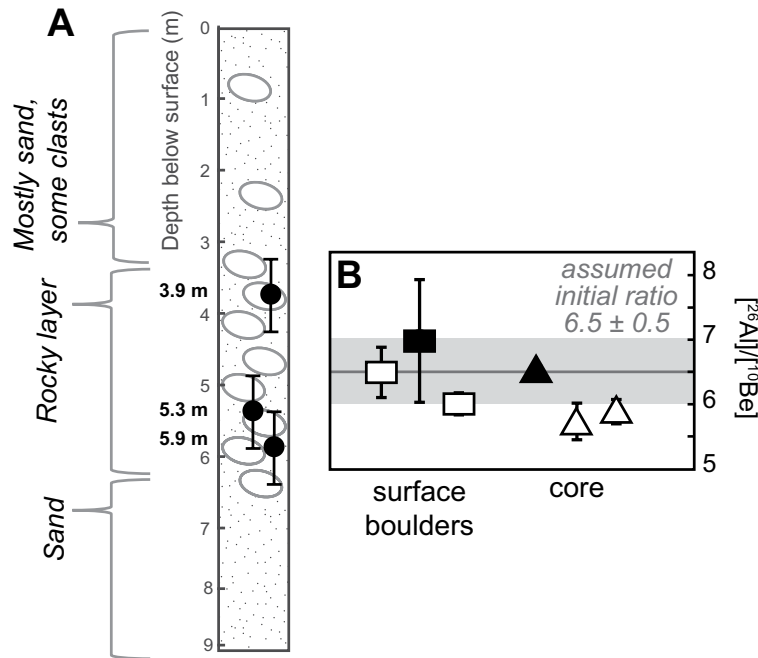 A
Depth below surface (m)
0
1
2
3
4
5
6
7
8
9
Mostly sand,
some clasts
Rocky layer
Sand
3.9 m
5.3 m
5.9 m
B
assumed
initial ratio
6.5 ± 0.5
8
7
6
5
[²⁶Al]/[¹⁰Be]
surface
boulders
core